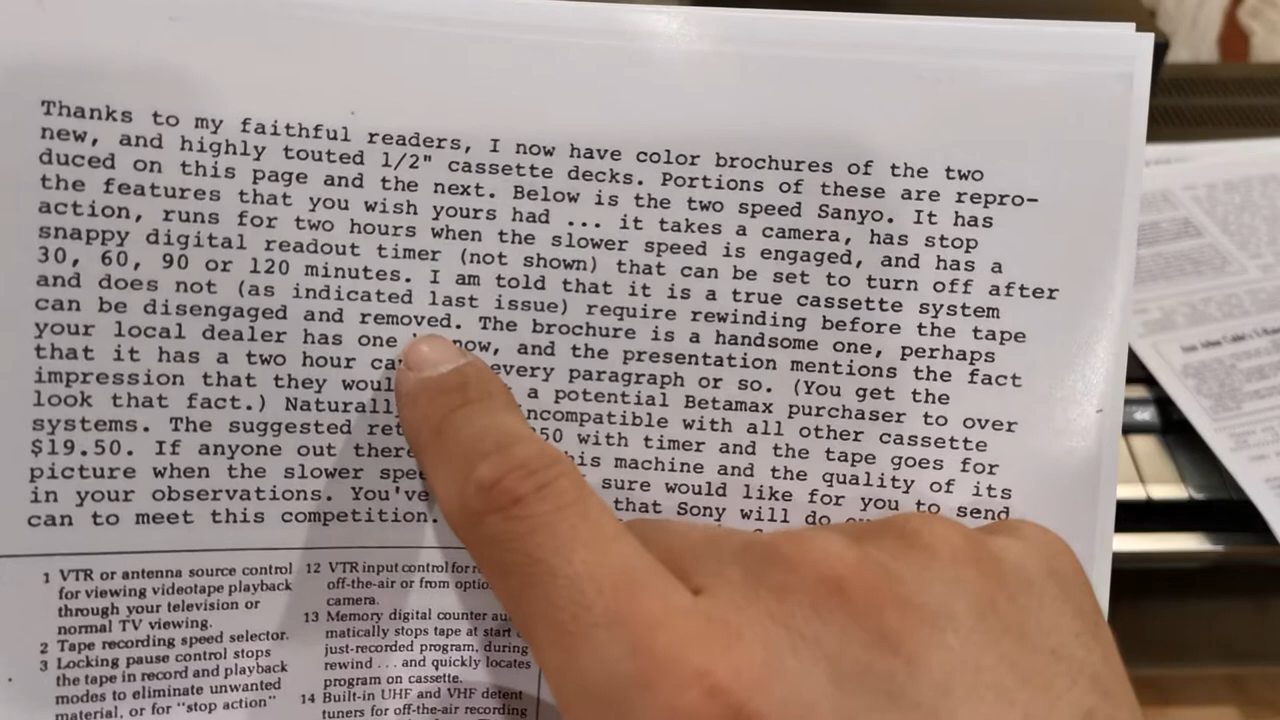 Thanks to my faithful readers, I now have color brochures of the two
new, and highly touted 1/2" cassette decks. Portions of these are repro-
duced on this page and the next. Below is the two speed Sanyo. It has
the features that you wish yours had ... it takes a camera, has stop
action, runs for two hours when the slower speed is engaged, and has a
snappy digital readout timer (not shown) that can be set to turn off after
30, 60, 90 or 120 minutes. I am told that it is a true cassette system
and does not (as indicated last issue) require rewinding before the tape
can be disengaged and removed. The brochure is a handsome one, perhaps
your local dealer has one now, and the presentation mentions the fact
that it has a two hour every paragraph or so. (You get the
impression that they a potential Betamax purchaser to over
look that fact.) incompatible with all other cassette
systems. The suggested with timer and the tape goes for
$19.50. If anyone out there machine and the quality of its
picture when the slower sure would like for you to send
in your observations. You've that Sony will do
can to meet this competition.
1 VTR or antenna source control
for viewing videotape playback
through your television or
normal TV viewing.
2 Tape recording speed selector.
3 Locking pause control stops
the tape in record and playback
modes to eliminate unwanted
material, or for "stop action"
12 VTR input control for
off-the-air or from
camera.
13 Memory digital counter
matically stops tape at start
just-recorded program, during
rewind ... and quickly locates
program on cassette.
14 Built-in UHF and VHF detent
tuners for off-the-air recording